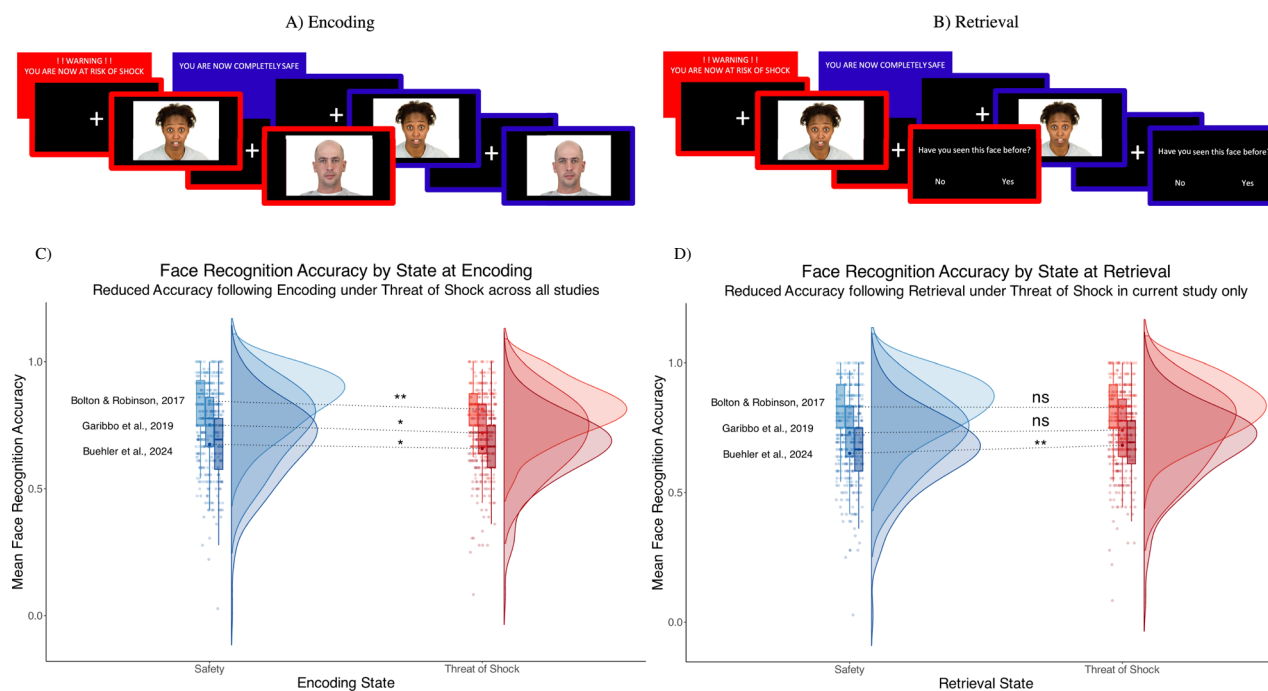 A) Encoding
B) Retrieval
! ! WARNING ! !
YOU ARE NOW AT RISK OF SHOCK
YOU ARE NOW COMPLETELY SAFE
! ! WARNING ! !
YOU ARE NOW AT RISK OF SHOCK
YOU ARE NOW COMPLETELY SAFE
Have you seen this face before?
No Yes
Have you seen this face before?
No Yes
C)
Face Recognition Accuracy by State at Encoding
Reduced Accuracy following Encoding under Threat of Shock across all studies
Mean Face Recognition Accuracy
1.0
0.5
0.0
Bolton & Robinson, 2017
Garibbo et al., 2019
Buehler et al., 2024
**
*
*
Safety
Threat of Shock
Encoding State
D)
Face Recognition Accuracy by State at Retrieval
Reduced Accuracy following Retrieval under Threat of Shock in current study only
Mean Face Recognition Accuracy
1.0
0.5
0.0
Bolton & Robinson, 2017
Garibbo et al., 2019
Buehler et al., 2024
ns
ns
**
Safety
Threat of Shock
Retrieval State